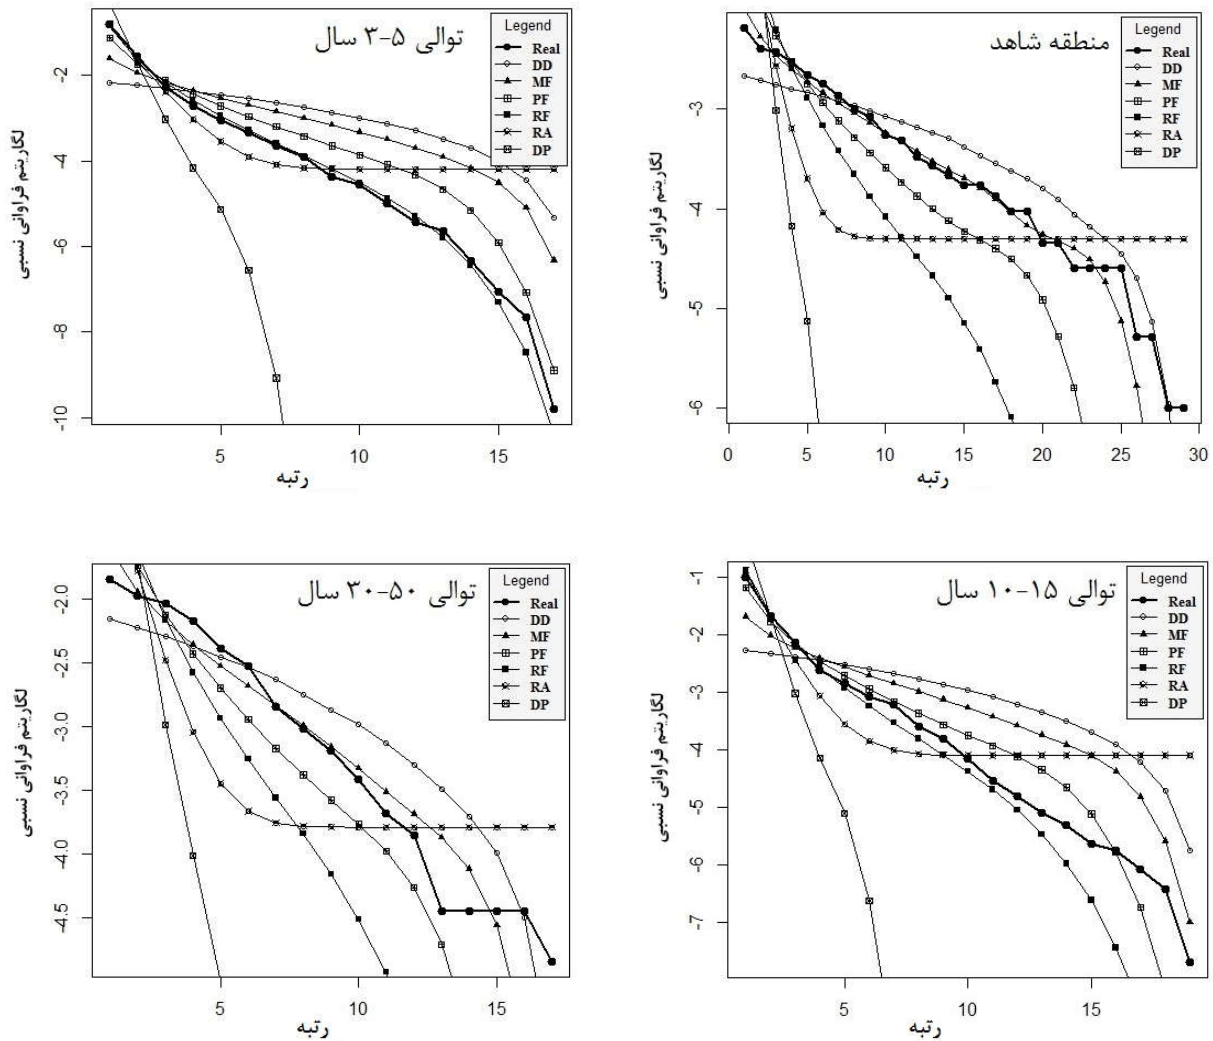 توالی ۵-۳ سال
Legend
Real
DD
MF
PF
RF
RA
DP
-2
-4
-6
-8
-10
5
10
15
لگاریتم فراوانی نسبی
رتبه
منطقه شاهد
Legend
Real
DD
MF
PF
RF
RA
DP
-3
-4
-5
-6
0
5
10
15
20
25
30
لگاریتم فراوانی نسبی
رتبه
توالی ۵۰-۳۰ سال
Legend
Real
DD
MF
PF
RF
RA
DP
-2.0
-2.5
-3.0
-3.5
-4.0
-4.5
5
10
15
لگاریتم فراوانی نسبی
رتبه
توالی ۱۵-۱۰ سال
Legend
Real
DD
MF
PF
RF
RA
DP
-1
-2
-3
-4
-5
-6
-7
5
10
15
لگاریتم فراوانی نسبی
رتبه